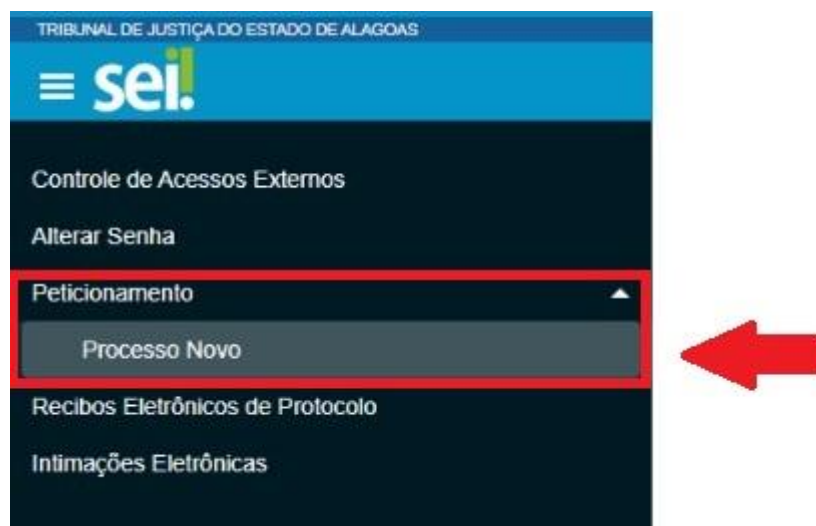 TRIBUNAL DE JUSTIÇA DO ESTADO DE ALAGOAS
sei!
Controle de Acessos Externos
Alterar Senha
Peticionamento
Processo Novo
Recibos Eletrônicos de Protocolo
Intimações Eletrônicas